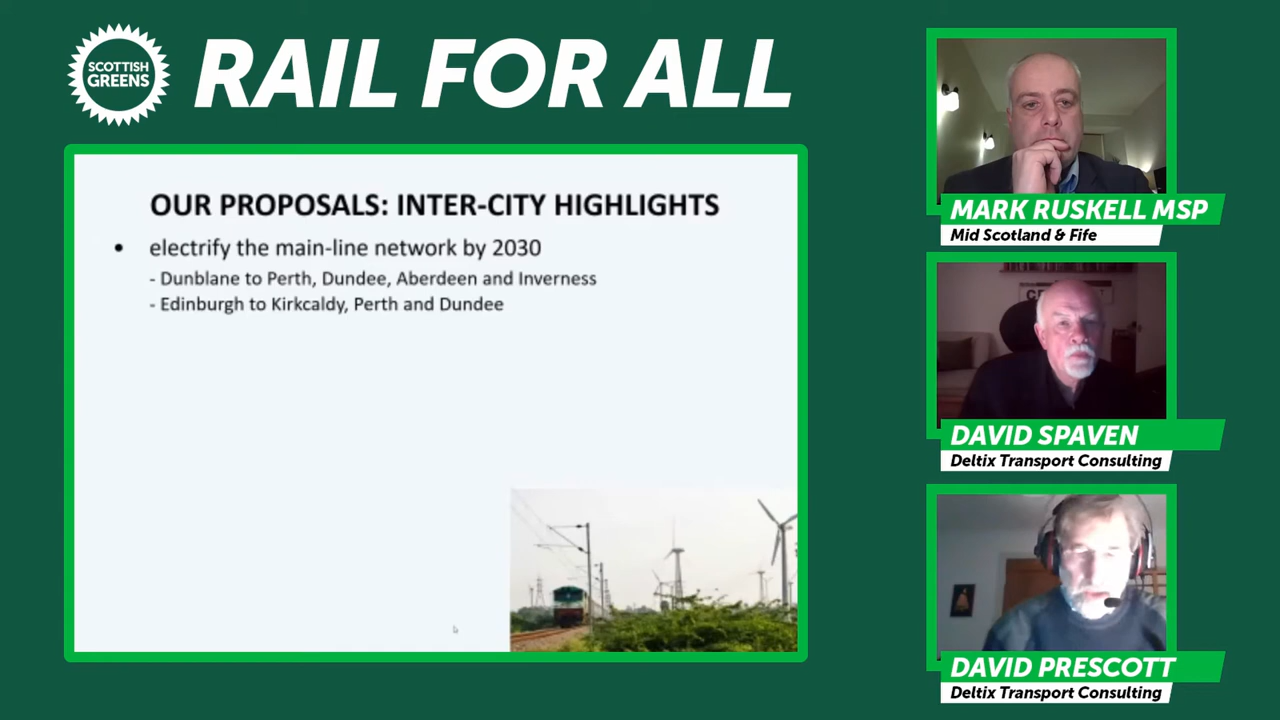 SCOTTISH
GREENS
RAIL FOR ALL
OUR PROPOSALS: INTER-CITY HIGHLIGHTS
• electrify the main-line network by 2030
- Dunblane to Perth, Dundee, Aberdeen and Inverness
- Edinburgh to Kirkcaldy, Perth and Dundee
MARK RUSKELL MSP
Mid Scotland & Fife
DAVID SPAVEN
Deltix Transport Consulting
DAVID PRESCOTT
Deltix Transport Consulting